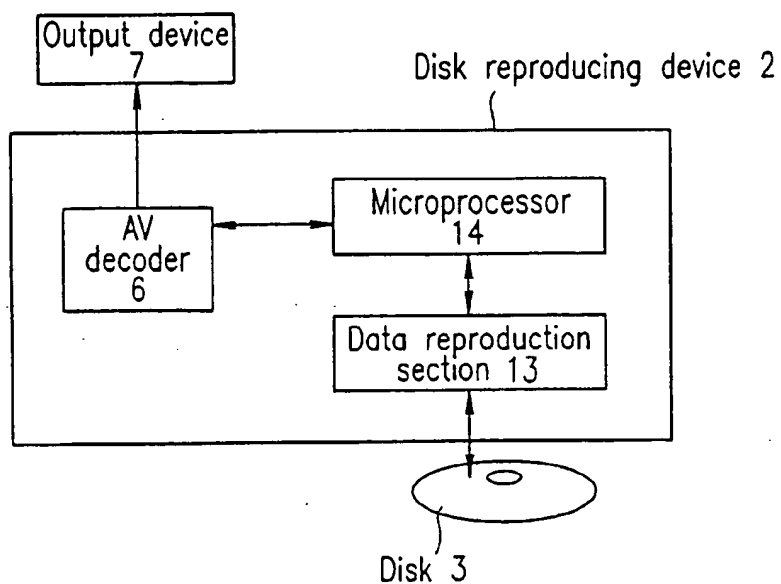 Output device
7
Disk reproducing device 2
AV
decoder
6
Microprocessor
14
Data reproduction
section 13
Disk 3